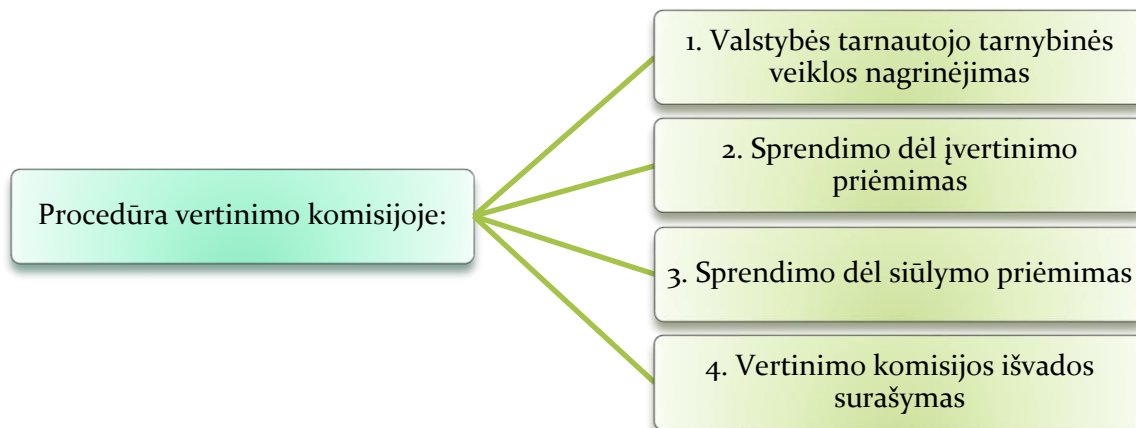 Procedūra vertinimo komisijoje:
1. Valstybės tarnautojo tarnybinės
veiklos nagrinėjimas
2. Sprendimo dėl įvertinimo
priėmimas
3. Sprendimo dėl siūlymo priėmimas
4. Vertinimo komisijos išvados
surašymas